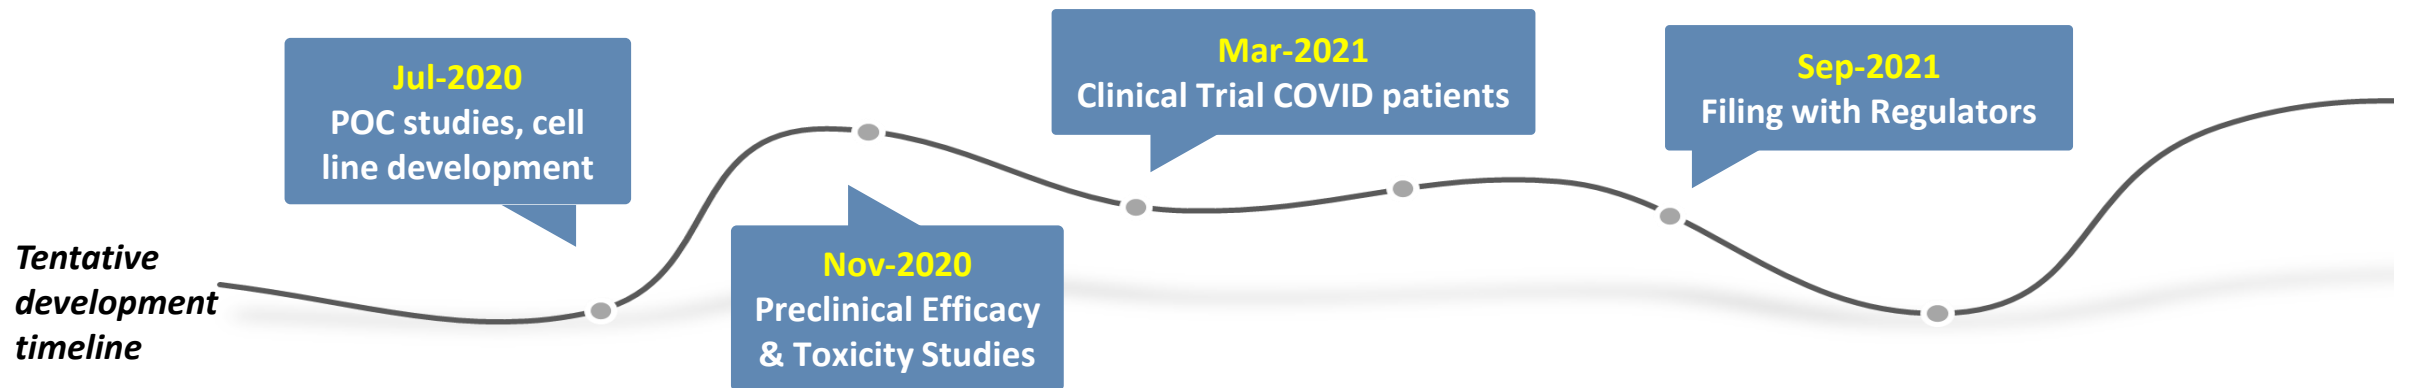 Tentative
development
timeline
Jul-2020
POC studies, cell
line development
Nov-2020
Preclinical Efficacy
& Toxicity Studies
Mar-2021
Clinical Trial COVID patients
Sep-2021
Filing with Regulators